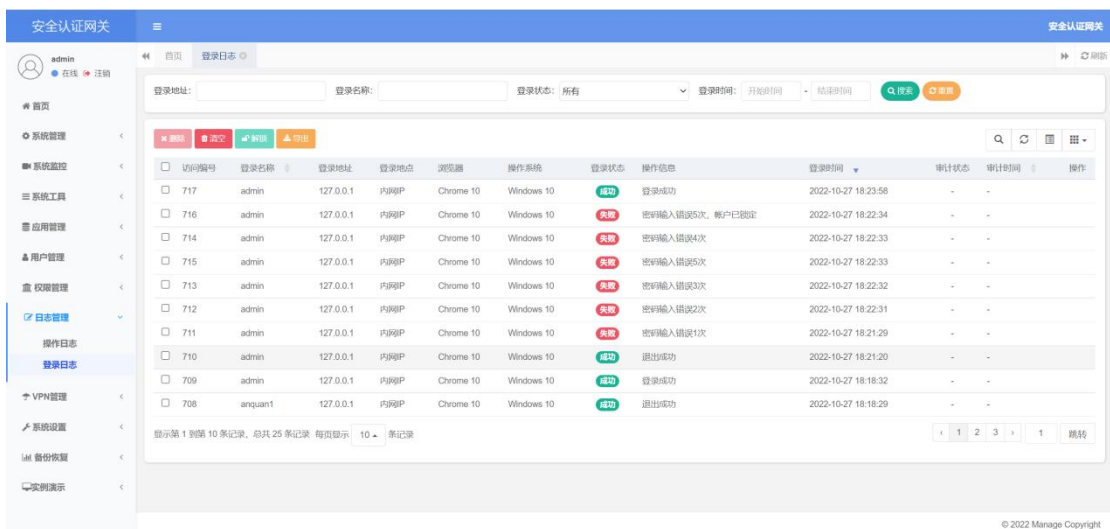 安全认证网关
安全认证网关
admin
在线 注销
首页
登录日志
刷新
首页
系统管理
系统监控
系统工具
应用管理
用户管理
权限管理
日志管理
操作日志
登录日志
VPN管理
系统设置
备份恢复
实例演示
登录地址: 登录名称: 登录状态: 所有 登录时间: 开始时间 - 结束时间 搜索 重置
删除 清空 解锁 导出
访问编号 登录名称 登录地址 登录地点 浏览器 操作系统 登录状态 操作信息 登录时间 审计状态 审计时间 操作
717 admin 127.0.0.1 内网IP Chrome 10 Windows 10 成功 登录成功 2022-10-27 18:23:58 - -
716 admin 127.0.0.1 内网IP Chrome 10 Windows 10 失败 密码输入错误5次，帐户已锁定 2022-10-27 18:22:34 - -
714 admin 127.0.0.1 内网IP Chrome 10 Windows 10 失败 密码输入错误4次 2022-10-27 18:22:33 - -
715 admin 127.0.0.1 内网IP Chrome 10 Windows 10 失败 密码输入错误5次 2022-10-27 18:22:33 - -
713 admin 127.0.0.1 内网IP Chrome 10 Windows 10 失败 密码输入错误3次 2022-10-27 18:22:32 - -
712 admin 127.0.0.1 内网IP Chrome 10 Windows 10 失败 密码输入错误2次 2022-10-27 18:22:31 - -
711 admin 127.0.0.1 内网IP Chrome 10 Windows 10 失败 密码输入错误1次 2022-10-27 18:21:29 - -
710 admin 127.0.0.1 内网IP Chrome 10 Windows 10 成功 退出成功 2022-10-27 18:21:20 - -
709 admin 127.0.0.1 内网IP Chrome 10 Windows 10 成功 登录成功 2022-10-27 18:18:32 - -
708 anquan1 127.0.0.1 内网IP Chrome 10 Windows 10 成功 退出成功 2022-10-27 18:18:29 - -
显示第 1 到第 10 条记录，总共 25 条记录 每页显示 10 条记录
‹ 1 2 3 › 1 跳转
© 2022 Manage Copyright